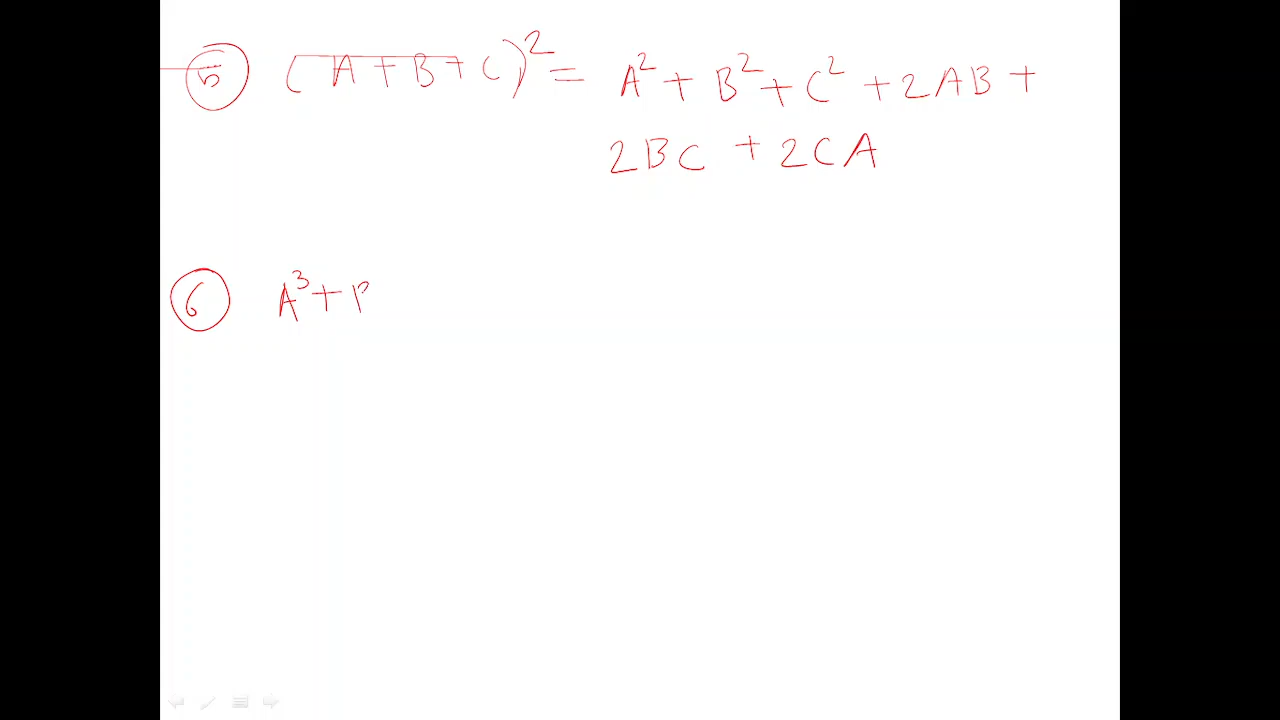 5 (A + B + C)² = A² + B² + C² + 2AB +
2BC + 2CA
6 A³ +